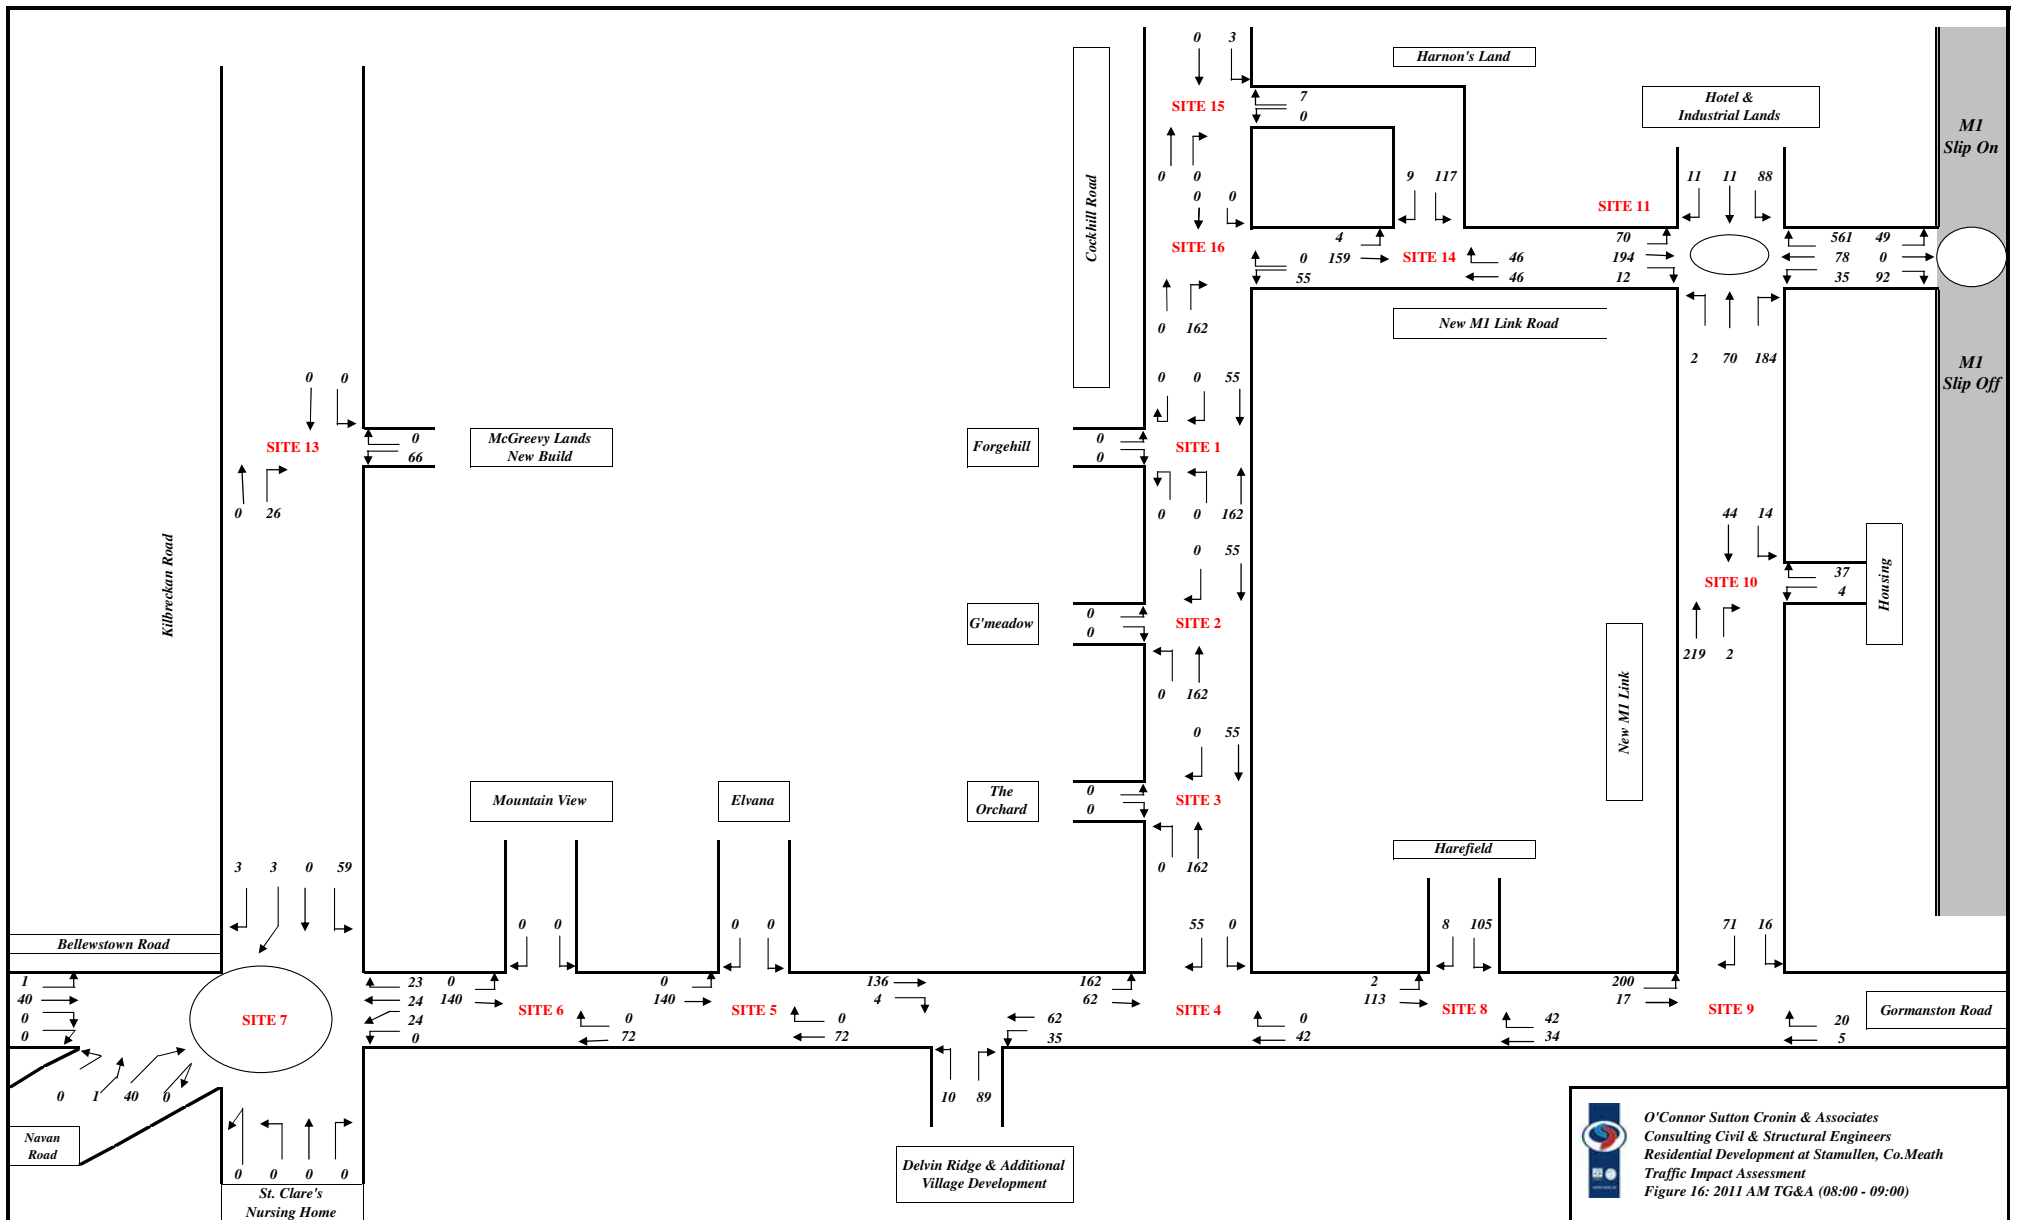 0 3
Harnon's Land
Hotel &
Industrial Lands
M1
Slip On
SITE 15
7
0
Cockhill Road
0 0
0 0
9 117
11 11 88
SITE 11
SITE 16
4
0 159
55
SITE 14
46
46
70
194
12
561 49
78 0
35 92
0 162
New M1 Link Road
2 70 184
M1
Slip Off
0 0
0 0 55
SITE 13
0
66
McGreevy Lands
New Build
Forgehill
0
0
SITE 1
0 26
0 0 162
44 14
Kilbreckan Road
0 55
SITE 10
37
4
Housing
G'meadow
0
0
SITE 2
219 2
0 162
New M1 Link
0 55
Mountain View
Elvana
The
Orchard
0
0
SITE 3
Harefield
3 3 0 59
0 162
0 0
0 0
55 0
8 105
71 16
Bellewstown Road
1
40
0
0
SITE 7
23
24
24
0
0
140
SITE 6
0
72
0
140
SITE 5
0
72
136
4
62
35
162
62
SITE 4
0
42
2
113
SITE 8
42
34
200
17
SITE 9
20
5
Gormanston Road
0 1 40 0
10 89
Navan
Road
0 0 0 0
St. Clare's
Nursing Home
Delvin Ridge & Additional
Village Development
O'Connor Sutton Cronin & Associates
Consulting Civil & Structural Engineers
Residential Development at Stamullen, Co.Meath
Traffic Impact Assessment
Figure 16: 2011 AM TG&A (08:00 - 09:00)